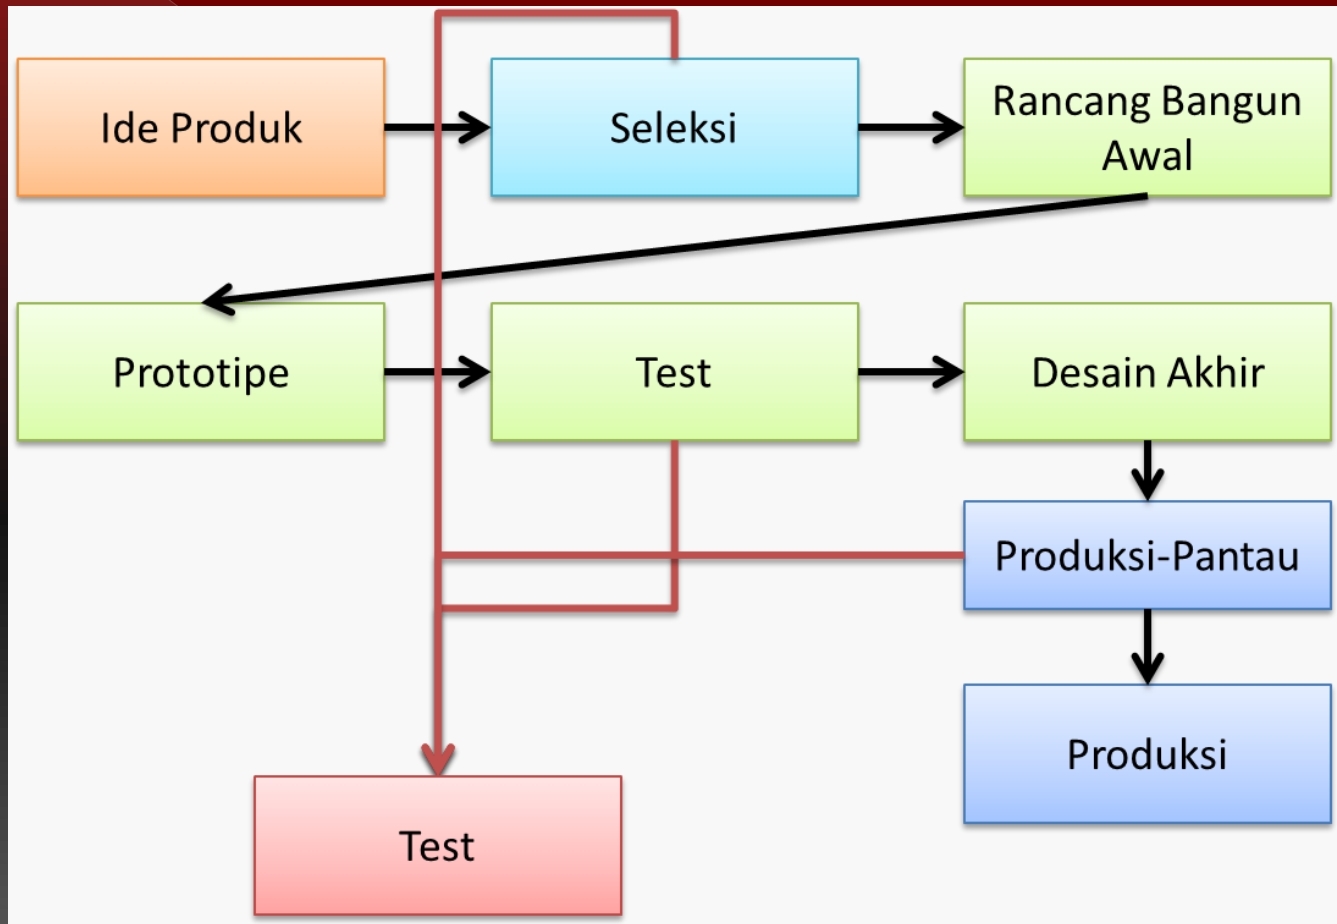 Ide Produk
Seleksi
Rancang Bangun
Awal
Prototipe
Test
Desain Akhir
Produksi-Pantau
Produksi
Test